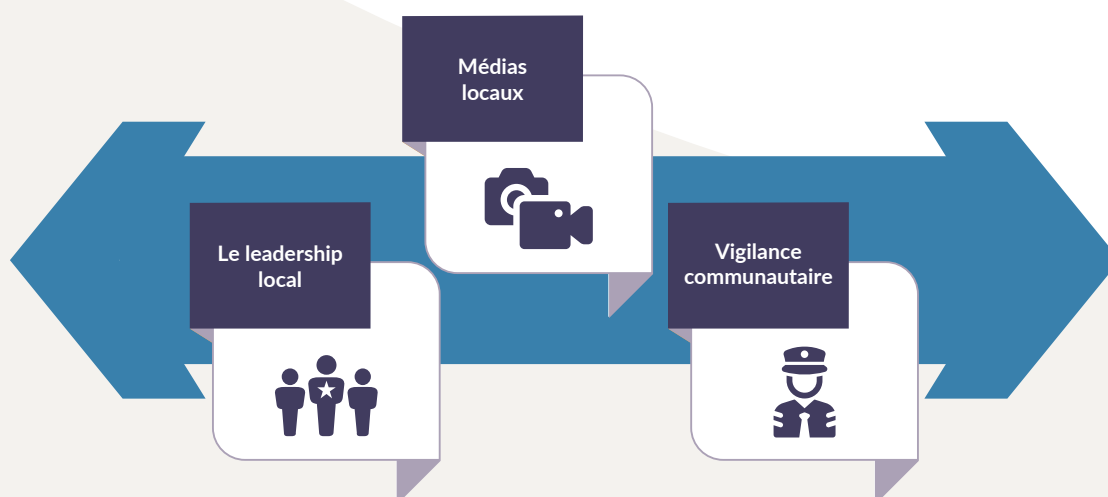 Médias
locaux
Le leadership
local
Vigilance
communautaire